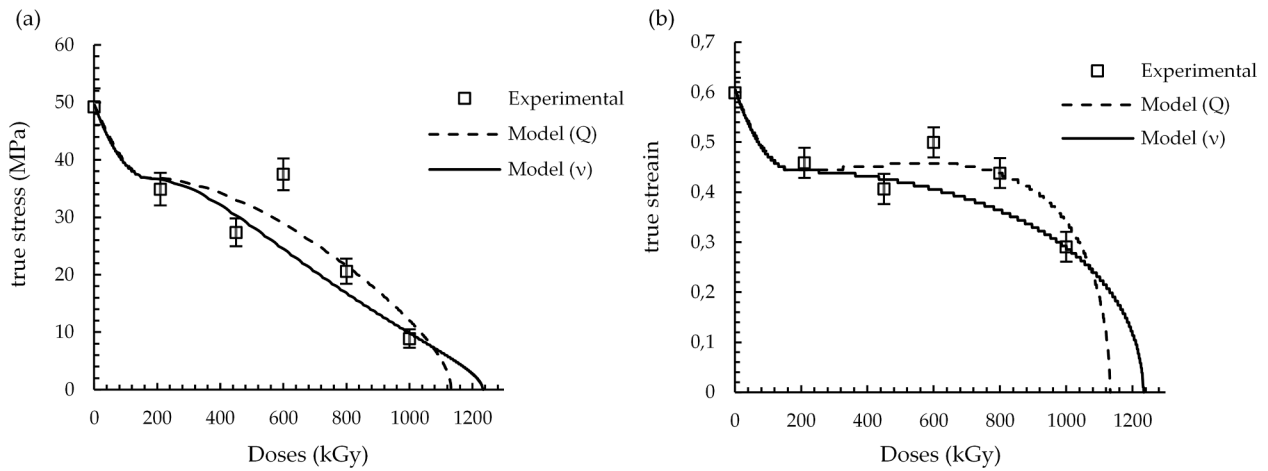 (a)
60
50
40
30
20
10
0
true stress (MPa)
Experimental
Model (Q)
Model (ν)
0 200 400 600 800 1000 1200
Doses (kGy)
(b)
0,7
0,6
0,5
0,4
0,3
0,2
0,1
0
true streain
Experimental
Model (Q)
Model (ν)
0 200 400 600 800 1000 1200
Doses (kGy)